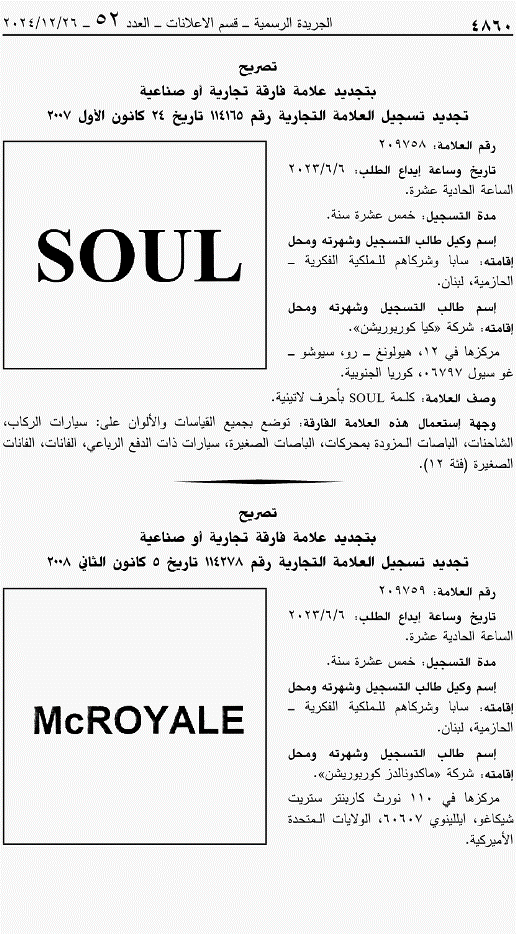 ٤٨٦٠ الجريدة الرسمية ــ قسم الاعلانات ــ العدد ٥٢ ــ ٢٠٢٤/١٢/٢٦
تصريح
بتجديد علامة فارقة تجارية أو صناعية
تجديد تسجيل العلامة التجارية رقم ١١٤١٦٥ تاريخ ٢٤ كانون الأول ٢٠٠٧
رقم العلامة: ٢٠٩٧٥٨
تاريخ وساعة إيداع الطلب: ٢٠٢٣/٦/٦
الساعة الحادية عشرة.
مدة التسجيل: خمس عشرة سنة.
إسم وكيل طالب التسجيل وشهرته ومحل
إقامته: سابا وشركاهم للملكية الفكرية ــ
الحازمية، لبنان.
إسم طالب التسجيل وشهرته ومحل
إقامته: شركة «كيا كوربوريشن».
مركزها في ١٢، هيولونغ ــ رو، سيوشو ــ
غو سيول ٠٦٧٩٧، كوريا الجنوبية.
SOUL
وصف العلامة: كلمة SOUL بأحرف لاتينية.
وجهة إستعمال هذه العلامة الفارقة: توضع بجميع القياسات والألوان على: سيارات الركاب،
الشاحنات، الباصات المزودة بمحركات، الباصات الصغيرة، سيارات ذات الدفع الرباعي، الفانات، الفانات
الصغيرة (فئة ١٢).
تصريح
بتجديد علامة فارقة تجارية أو صناعية
تجديد تسجيل العلامة التجارية رقم ١١٤٢٧٨ تاريخ ٥ كانون الثاني ٢٠٠٨
رقم العلامة: ٢٠٩٧٥٩
تاريخ وساعة إيداع الطلب: ٢٠٢٣/٦/٦
الساعة الحادية عشرة.
مدة التسجيل: خمس عشرة سنة.
إسم وكيل طالب التسجيل وشهرته ومحل
إقامته: سابا وشركاهم للملكية الفكرية ــ
الحازمية، لبنان.
إسم طالب التسجيل وشهرته ومحل
إقامته: شركة «ماكدونالدز كوربوريشن».
مركزها في ١١٠ نورث كاربنتر ستريت
شيكاغو، ايللينوي ٦٠٦٠٧، الولايات المتحدة
الأميركية.
McROYALE